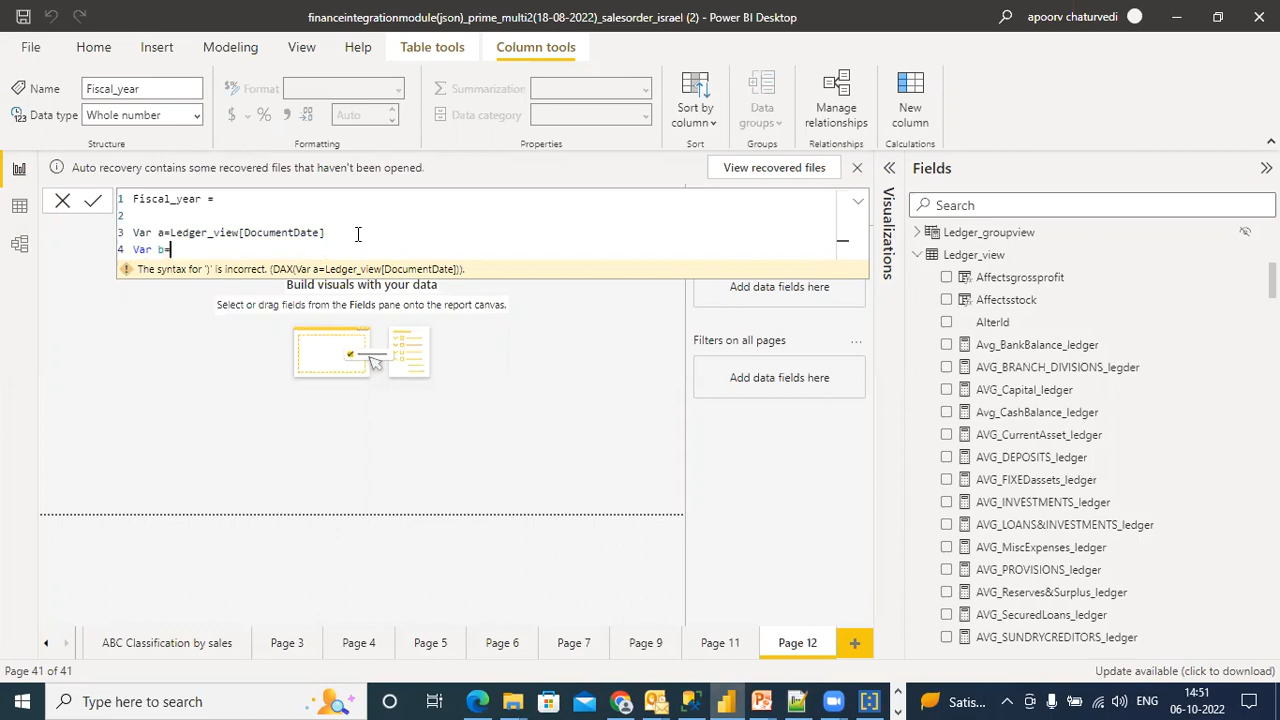 financeintegrationmodule(json)_prime_multi2(18-08-2022)_apoorv_salesorder_israel (2) - Power BI Desktop
apoorv chaturvedi
File
Home
Insert
Modeling
View
Help
Table tools
Column tools
Name
Fiscal_year
Data type
Whole number
Structure
Format
$
%
Auto
Formatting
Summarization
Data category
Properties
Sort by
column
Sort
Data
groups
Groups
Manage
relationships
Relationships
New
column
Calculations
Auto recovery contains some recovered files that haven't been opened.
View recovered files
1 Fiscal_year =
2
3 Var a=Ledger_view[DocumentDate]
4 Var b=
The syntax for ')' is incorrect. (DAX(Var a=Ledger_view[DocumentDate])).
Build visuals with your data
Select or drag fields from the Fields pane onto the report canvas.
Add data fields here
Filters on all pages
...
Add data fields here
Visualizations
Fields
Search
Ledger_groupview
Ledger_view
Affectsgrossprofit
Affectsstock
AlterId
Avg_BankBalance_ledger
AVG_BRANCH_DIVISIONS_legder
AVG_Capital_ledger
Avg_CashBalance_ledger
AVG_CurrentAsset_ledger
AVG_DEPOSITS_ledger
AVG_FIXEDassets_ledger
AVG_INVESTMENTS_ledger
AVG_LOANS&INVESTMENTS_ledger
AVG_MiscExpenses_ledger
AVG_PROVISIONS_ledger
AVG_Reserves&Surplus_ledger
AVG_SecuredLoans_ledger
AVG_SUNDRYCREDITORS_ledger
ABC Classification by sales
Page 3
Page 4
Page 5
Page 6
Page 7
Page 9
Page 11
Page 12
Page 41 of 41
Update available (click to download)
Type here to search
Satis...
ENG
14:51
06-10-2022